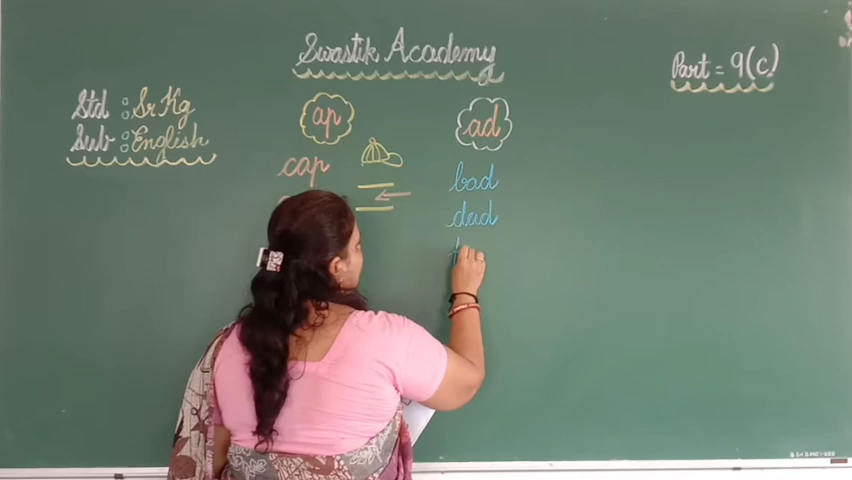 Swastik Academy
Part = 9(c)
Std : Sr Kg
Sub : English
ap
ad
cap
bad
dad